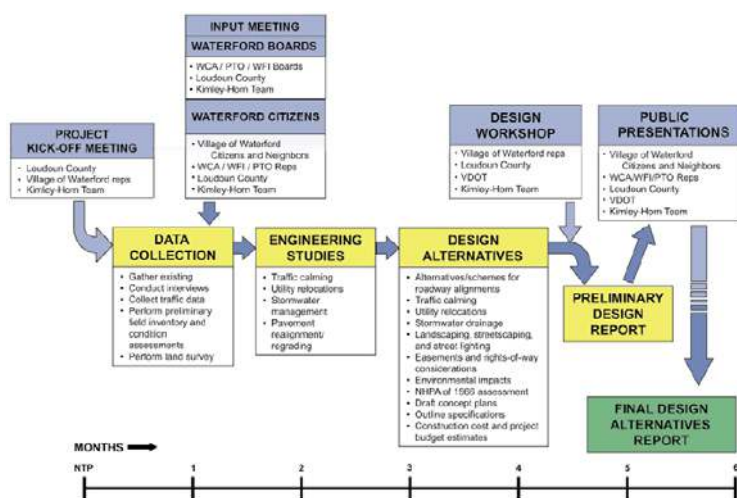 INPUT MEETING
WATERFORD BOARDS
• WCA / PTO / WFI Boards
• Loudoun County
• Kimley-Horn Team
WATERFORD CITIZENS
• Village of Waterford
Citizens and Neighbors
• WCA / WFI / PTO Reps
• Loudoun County
• Kimley-Horn Team
PROJECT
KICK-OFF MEETING
• Loudoun County
• Village of Waterford reps
• Kimley-Horn Team
DESIGN
WORKSHOP
• Village of Waterford reps
• Loudoun County
• VDOT
• Kimley-Horn Team
PUBLIC
PRESENTATIONS
• Village of Waterford
Citizens and Neighbors
• WCA/WFI/PTO Reps
• Loudoun County
• VDOT
• Kimley-Horn Team
DATA
COLLECTION
• Gather existing
• Conduct interviews
• Collect traffic data
• Perform preliminary
field inventory and
condition
assessments
• Perform land survey
ENGINEERING
STUDIES
• Traffic calming
• Utility relocations
• Stormwater
management
• Pavement
realignment/
regrading
DESIGN
ALTERNATIVES
• Alternatives/schemes for
roadway alignments
• Traffic calming
• Utility relocations
• Stormwater drainage
• Landscaping, streetscaping,
and street lighting
• Easements and rights-of-way
considerations
• Environmental impacts
• NHPA of 1966 assessment
• Draft concept plans
• Outline specifications
• Construction cost and project
budget estimates
PRELIMINARY
DESIGN
REPORT
FINAL DESIGN
ALTERNATIVES
REPORT
MONTHS
NTP 1 2 3 4 5 6